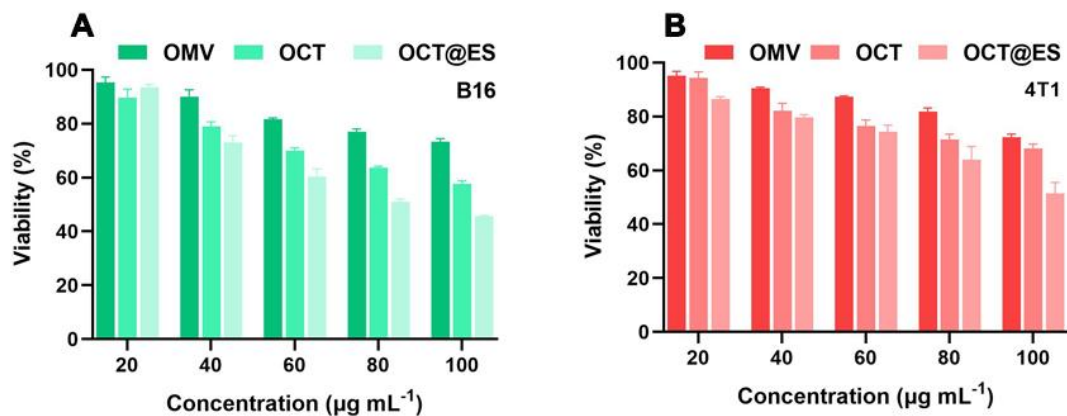 A
OMV OCT OCT@ES
B16
Viability (%)
100
80
60
40
20
0
20 40 60 80 100
Concentration (µg mL⁻¹)
B
OMV OCT OCT@ES
4T1
Viability (%)
100
80
60
40
20
0
20 40 60 80 100
Concentration (µg mL⁻¹)